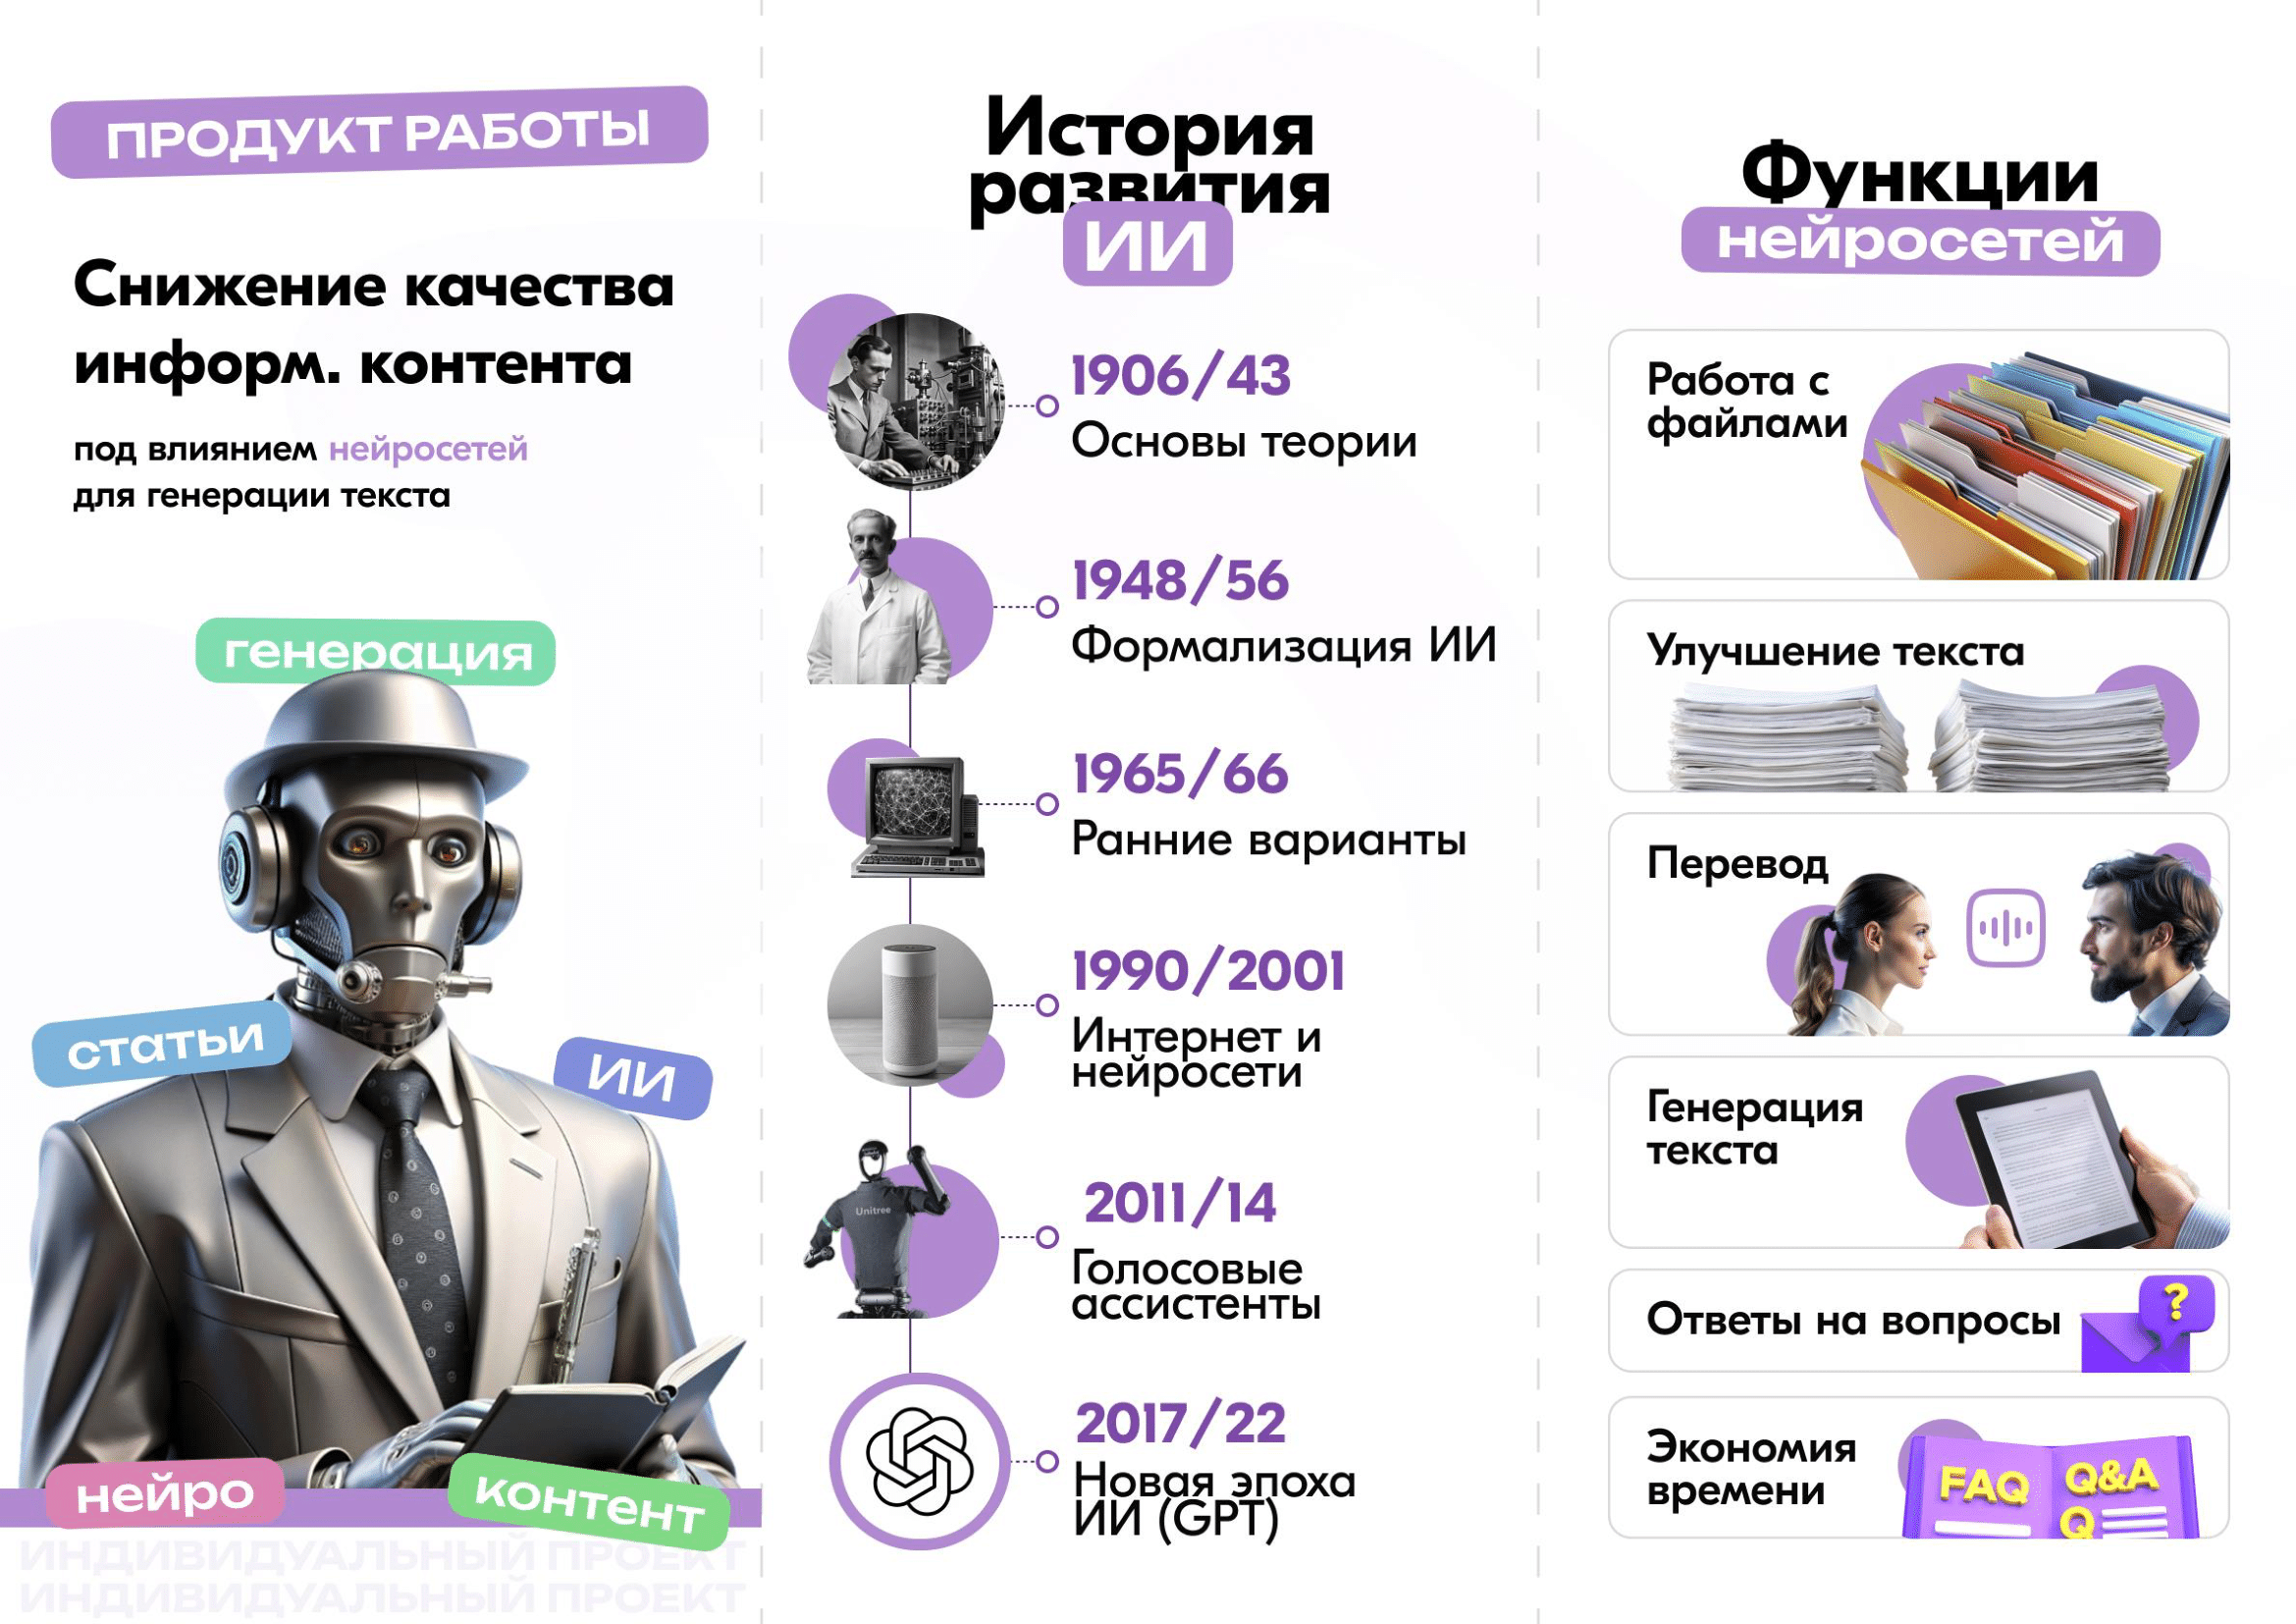 ПРОДУКТ РАБОТЫ
Снижение качества
информ. контента
под влиянием нейросетей
для генерации текста
генерация
статьи
ИИ
нейро
контент
ИНДИВИДУАЛЬНЫЙ ПРОЕКТ
ИНДИВИДУАЛЬНЫЙ ПРОЕКТ
История
развития
ИИ
1906/43
Основы теории
1948/56
Формализация ИИ
1965/66
Ранние варианты
1990/2001
Интернет и
нейросети
Unitree
2011/14
Голосовые
ассистенты
2017/22
Новая эпоха
ИИ (GPT)
Функции
нейросетей
Работа с
файлами
Улучшение текста
Перевод
Генерация
текста
Ответы на вопросы
?
Экономия
времени
FAQ
Q&A
Q